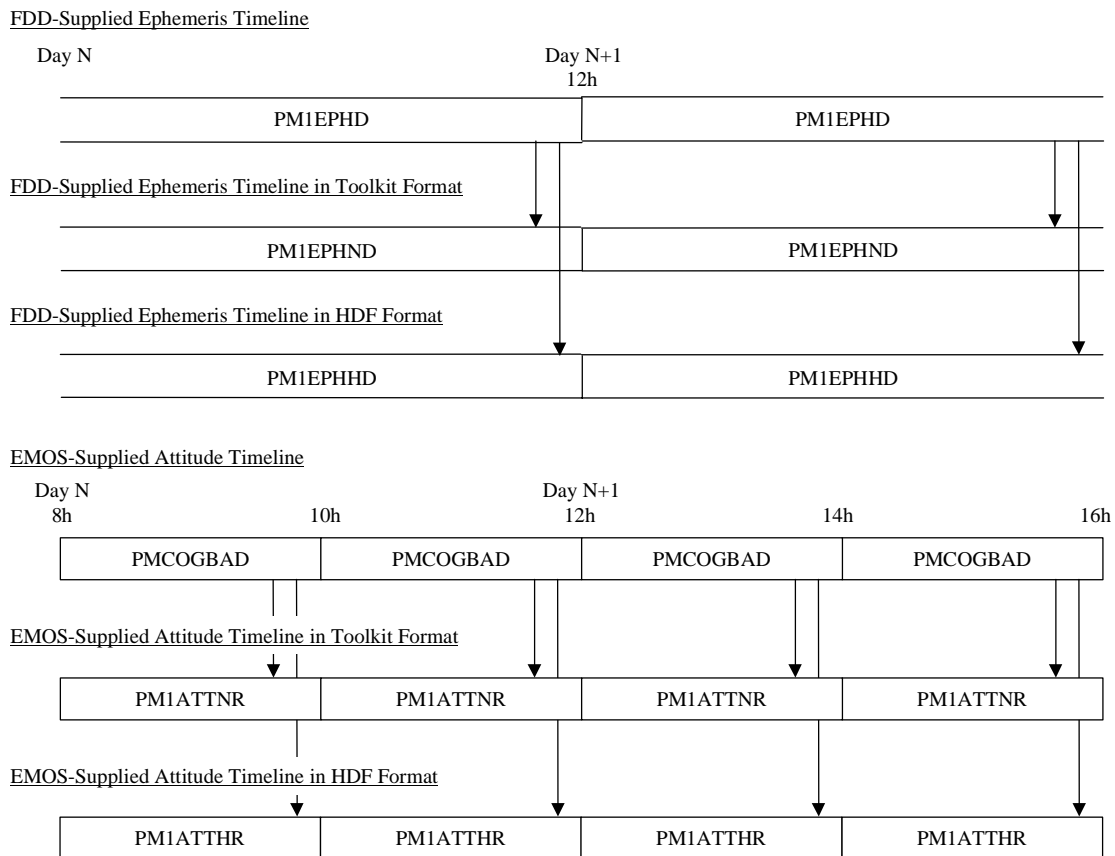 FDD-Supplied Ephemeris Timeline
Day N Day N+1
12h
PM1EPHD PM1EPHD
FDD-Supplied Ephemeris Timeline in Toolkit Format
PM1EPHND PM1EPHND
FDD-Supplied Ephemeris Timeline in HDF Format
PM1EPHHD PM1EPHHD
EMOS-Supplied Attitude Timeline
Day N Day N+1
8h 10h 12h 14h 16h
PMCOGBAD PMCOGBAD PMCOGBAD PMCOGBAD
EMOS-Supplied Attitude Timeline in Toolkit Format
PM1ATTNR PM1ATTNR PM1ATTNR PM1ATTNR
EMOS-Supplied Attitude Timeline in HDF Format
PM1ATTHR PM1ATTHR PM1ATTHR PM1ATTHR